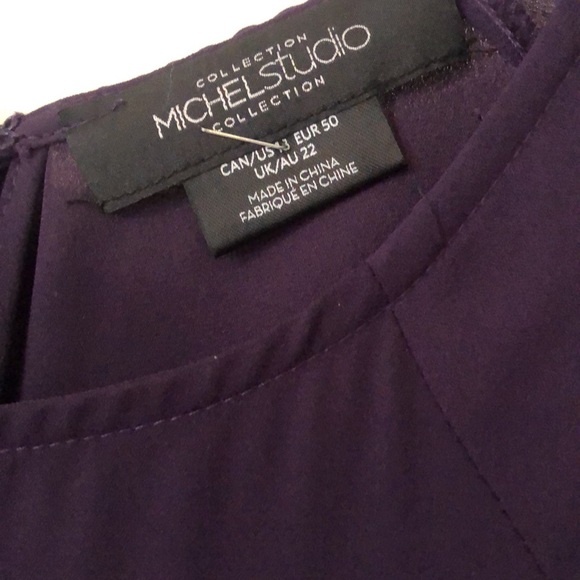 COLLECTION
MICHELstudio
COLLECTION
CAN/US EUR 50
UK/AU 22
MADE IN CHINA
FABRIQUE EN CHINE